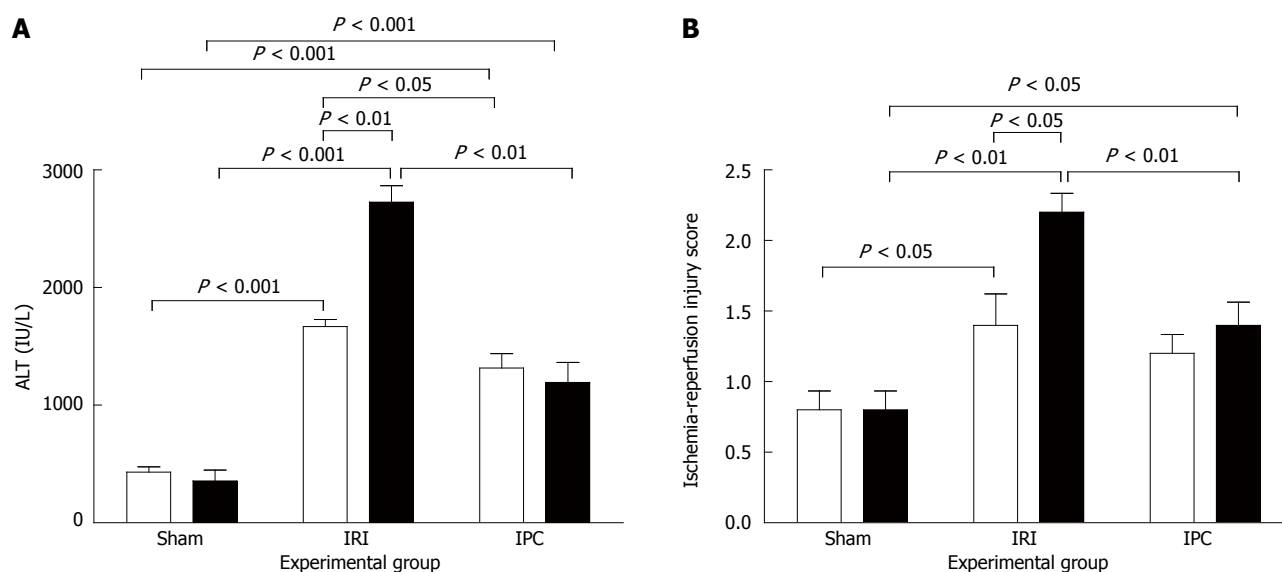 A
P < 0.001
P < 0.001
P < 0.05
P < 0.01
P < 0.001
P < 0.01
P < 0.001
3000
2000
1000
0
ALT (IU/L)
Sham
IRI
IPC
Experimental group
B
P < 0.05
P < 0.05
P < 0.01
P < 0.01
P < 0.05
2.5
2.0
1.5
1.0
0.5
0.0
Ischemia-reperfusion injury score
Sham
IRI
IPC
Experimental group